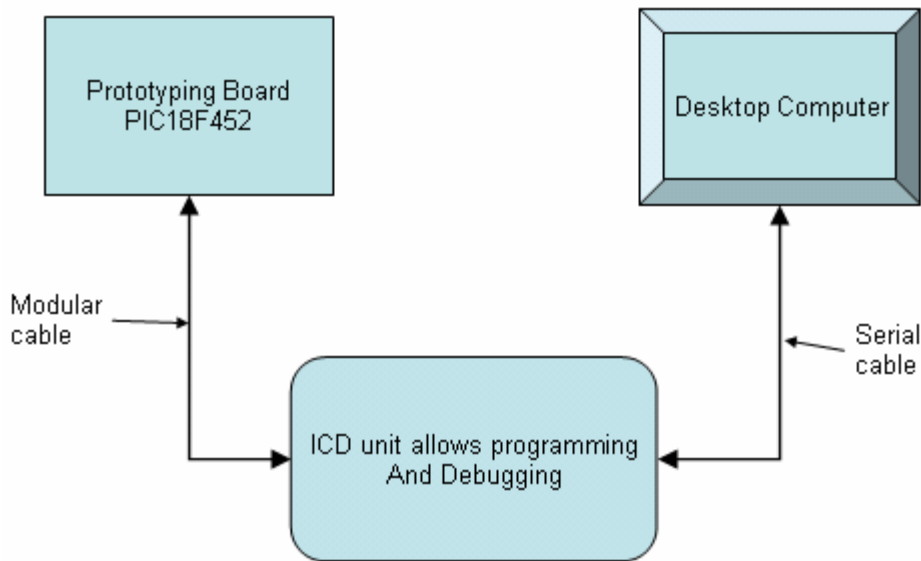 Prototyping Board
PIC18F452
Desktop Computer
Modular
cable
Serial
cable
ICD unit allows programming
And Debugging